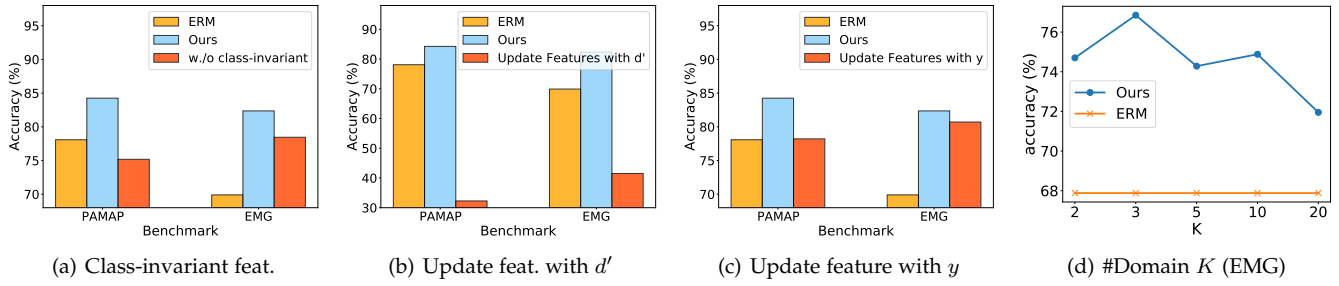 ERM
Ours
w./o class-invariant
95
90
85
80
75
70
Accuracy (%)
PAMAP
EMG
Benchmark
(a) Class-invariant feat.
ERM
Ours
Update Features with d'
90
80
70
60
50
40
30
Accuracy (%)
PAMAP
EMG
Benchmark
(b) Update feat. with d′
ERM
Ours
Update Features with y
95
90
85
80
75
70
Accuracy (%)
PAMAP
EMG
Benchmark
(c) Update feature with y
76
74
72
70
68
accuracy (%)
Ours
ERM
2 3 5 10 20
K
(d) #Domain K (EMG)